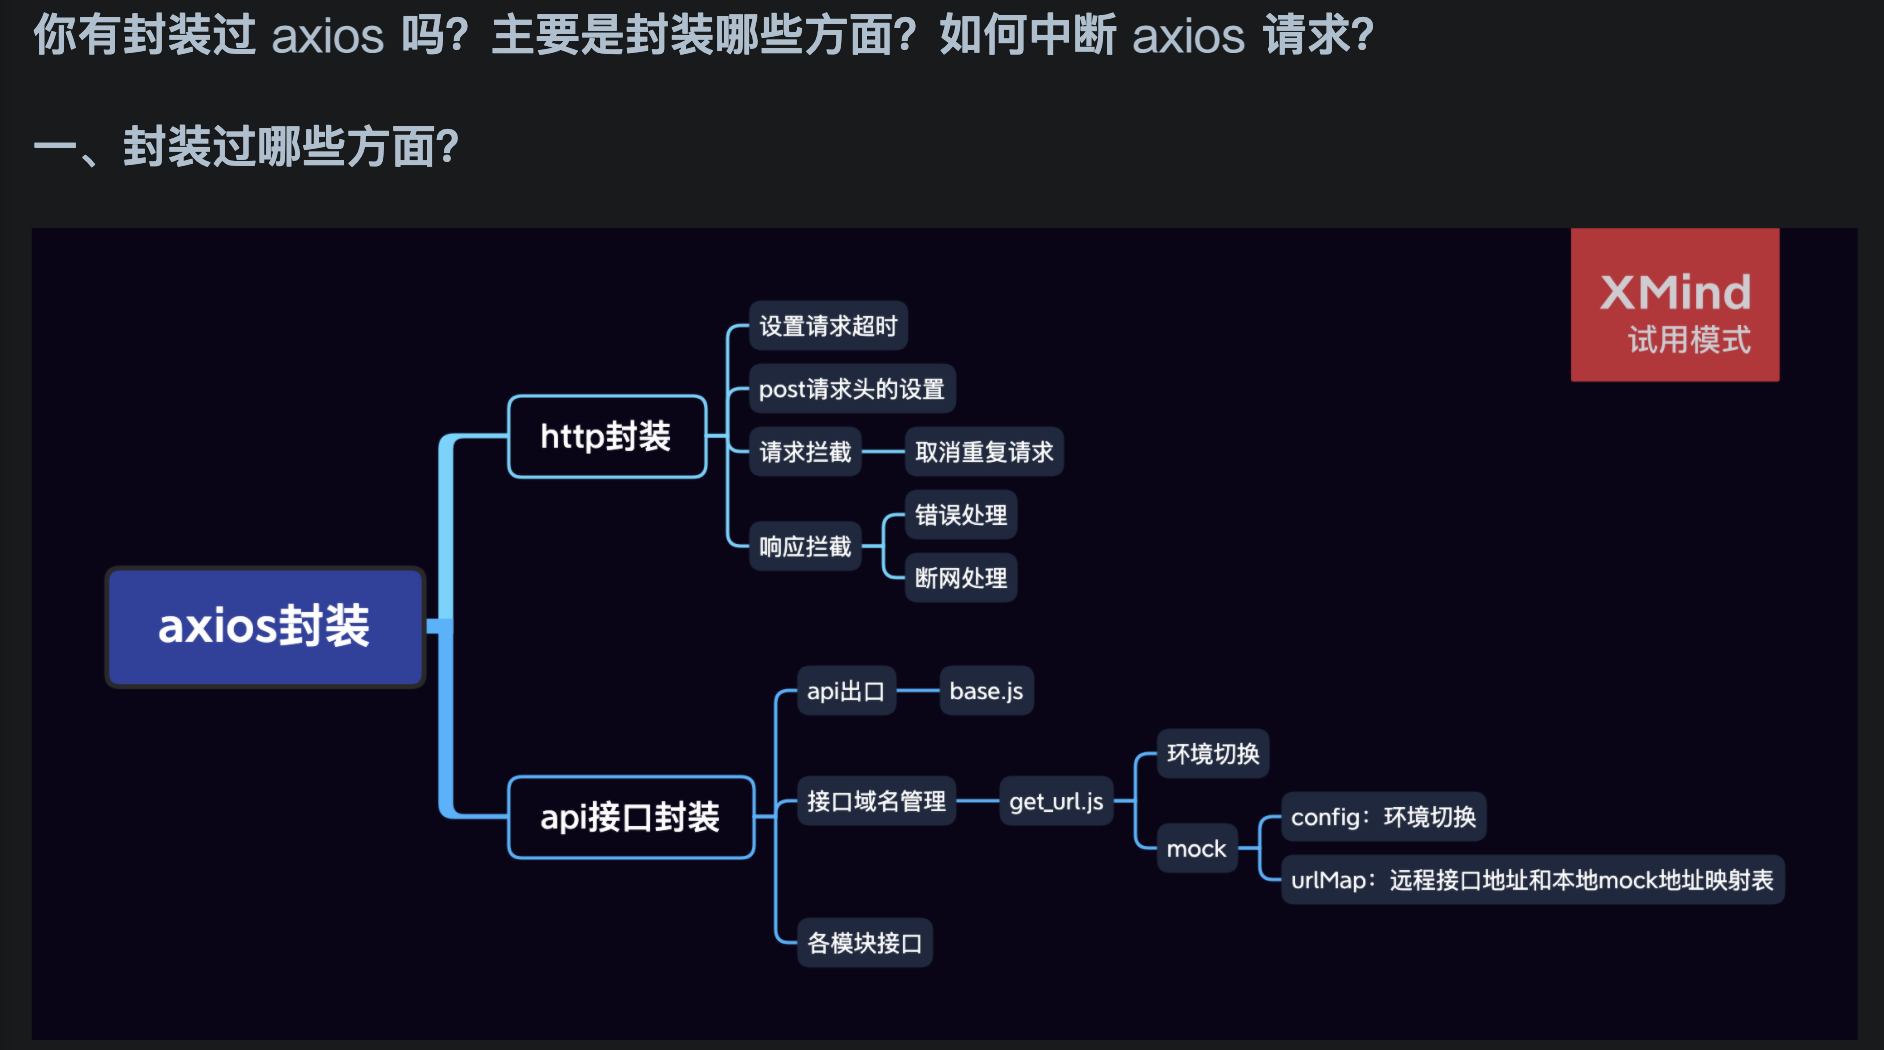 你有封装过 axios 吗？主要是封装哪些方面？如何中断 axios 请求？
一、封装过哪些方面？
XMind
试用模式
设置请求超时
post请求头的设置
http封装
请求拦截
取消重复请求
错误处理
响应拦截
断网处理
axios封装
api出口
base.js
环境切换
接口域名管理
get_url.js
api接口封装
config：环境切换
mock
urlMap：远程接口地址和本地mock地址映射表
各模块接口